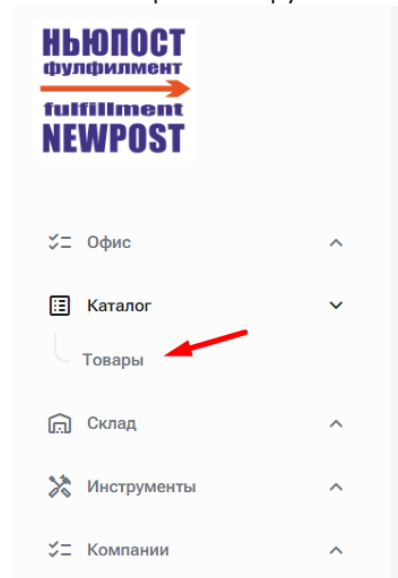 НЬЮПОСТ
фулфилмент
fulfillment
NEWPOST
Офис
Каталог
Товары
Склад
Инструменты
Компании